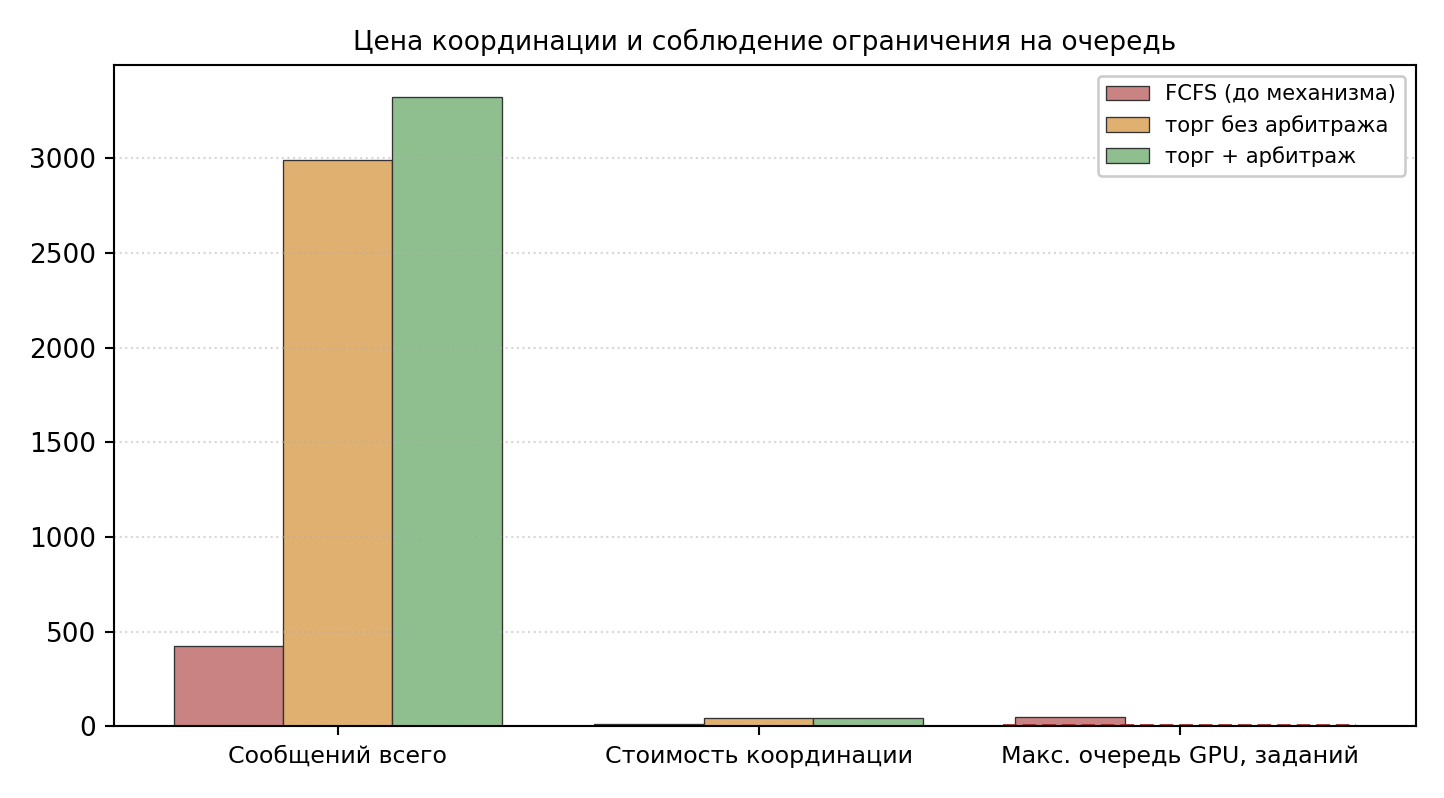 Цена координации и соблюдение ограничения на очередь
FCFS (до механизма)
торг без арбитража
торг + арбитраж
3000
2500
2000
1500
1000
500
0
Сообщений всего
Стоимость координации
Макс. очередь GPU, заданий